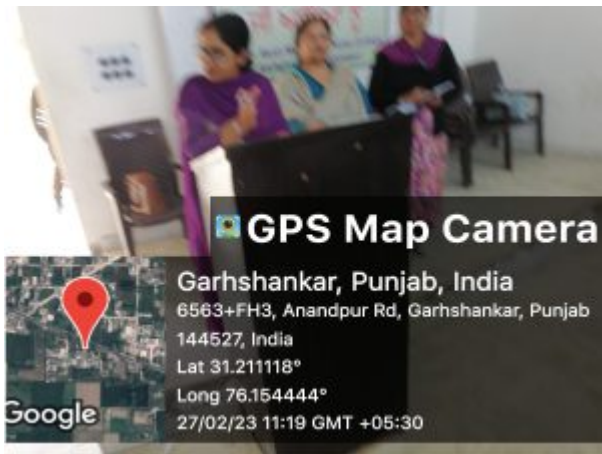 GPS Map Camera
Garhshankar, Punjab, India
6563+FH3, Anandpur Rd, Garhshankar, Punjab
144527, India
Lat 31.211118°
Long 76.154444°
27/02/23 11:19 GMT +05:30
Google